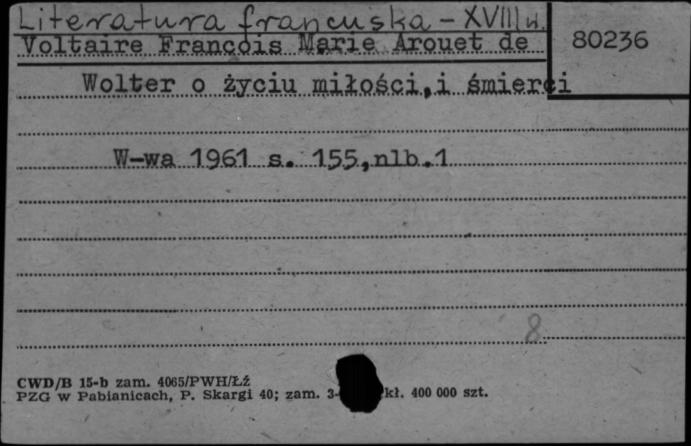 Literatura francuska - XVIII w.
Voltaire Francois Marie Arouet de
80236
Wolter o życiu miłości, i śmierci
W-wa 1961 s. 155,nlb.1
8
CWD/B 15-b zam. 4065/PWH/Łź
PZG w Pabianicach, P. Skargi 40; zam. 3- kł. 400 000 szt.